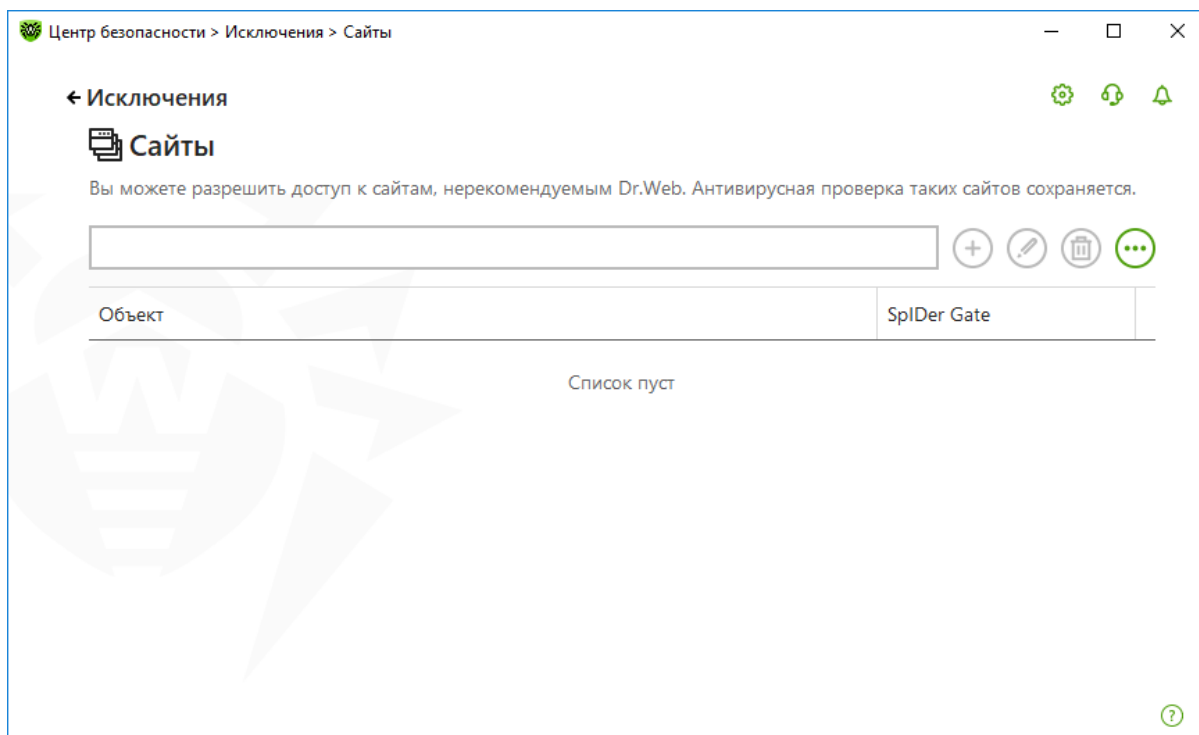 Центр безопасности > Исключения > Сайты
Исключения
Сайты
Вы можете разрешить доступ к сайтам, нерекомендуемым Dr.Web. Антивирусная проверка таких сайтов сохраняется.
Объект SpIDer Gate
Список пуст